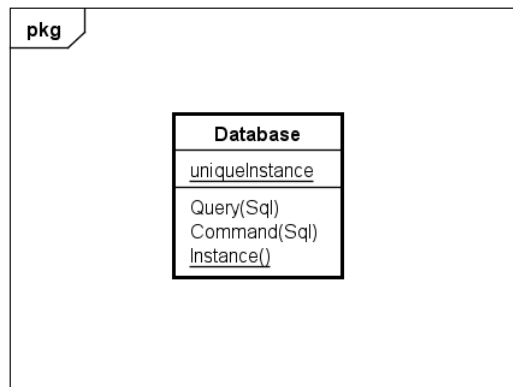 pkg
Database
uniqueInstance
Query(Sql)
Command(Sql)
Instance()